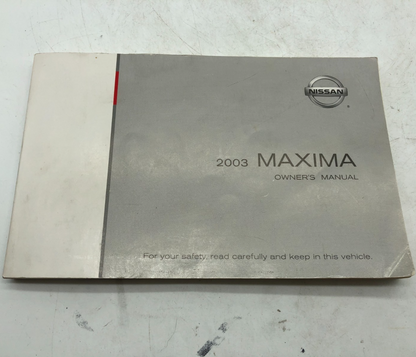 NISSAN
2003 MAXIMA
OWNER'S MANUAL
For your safety, read carefully and keep in this vehicle.